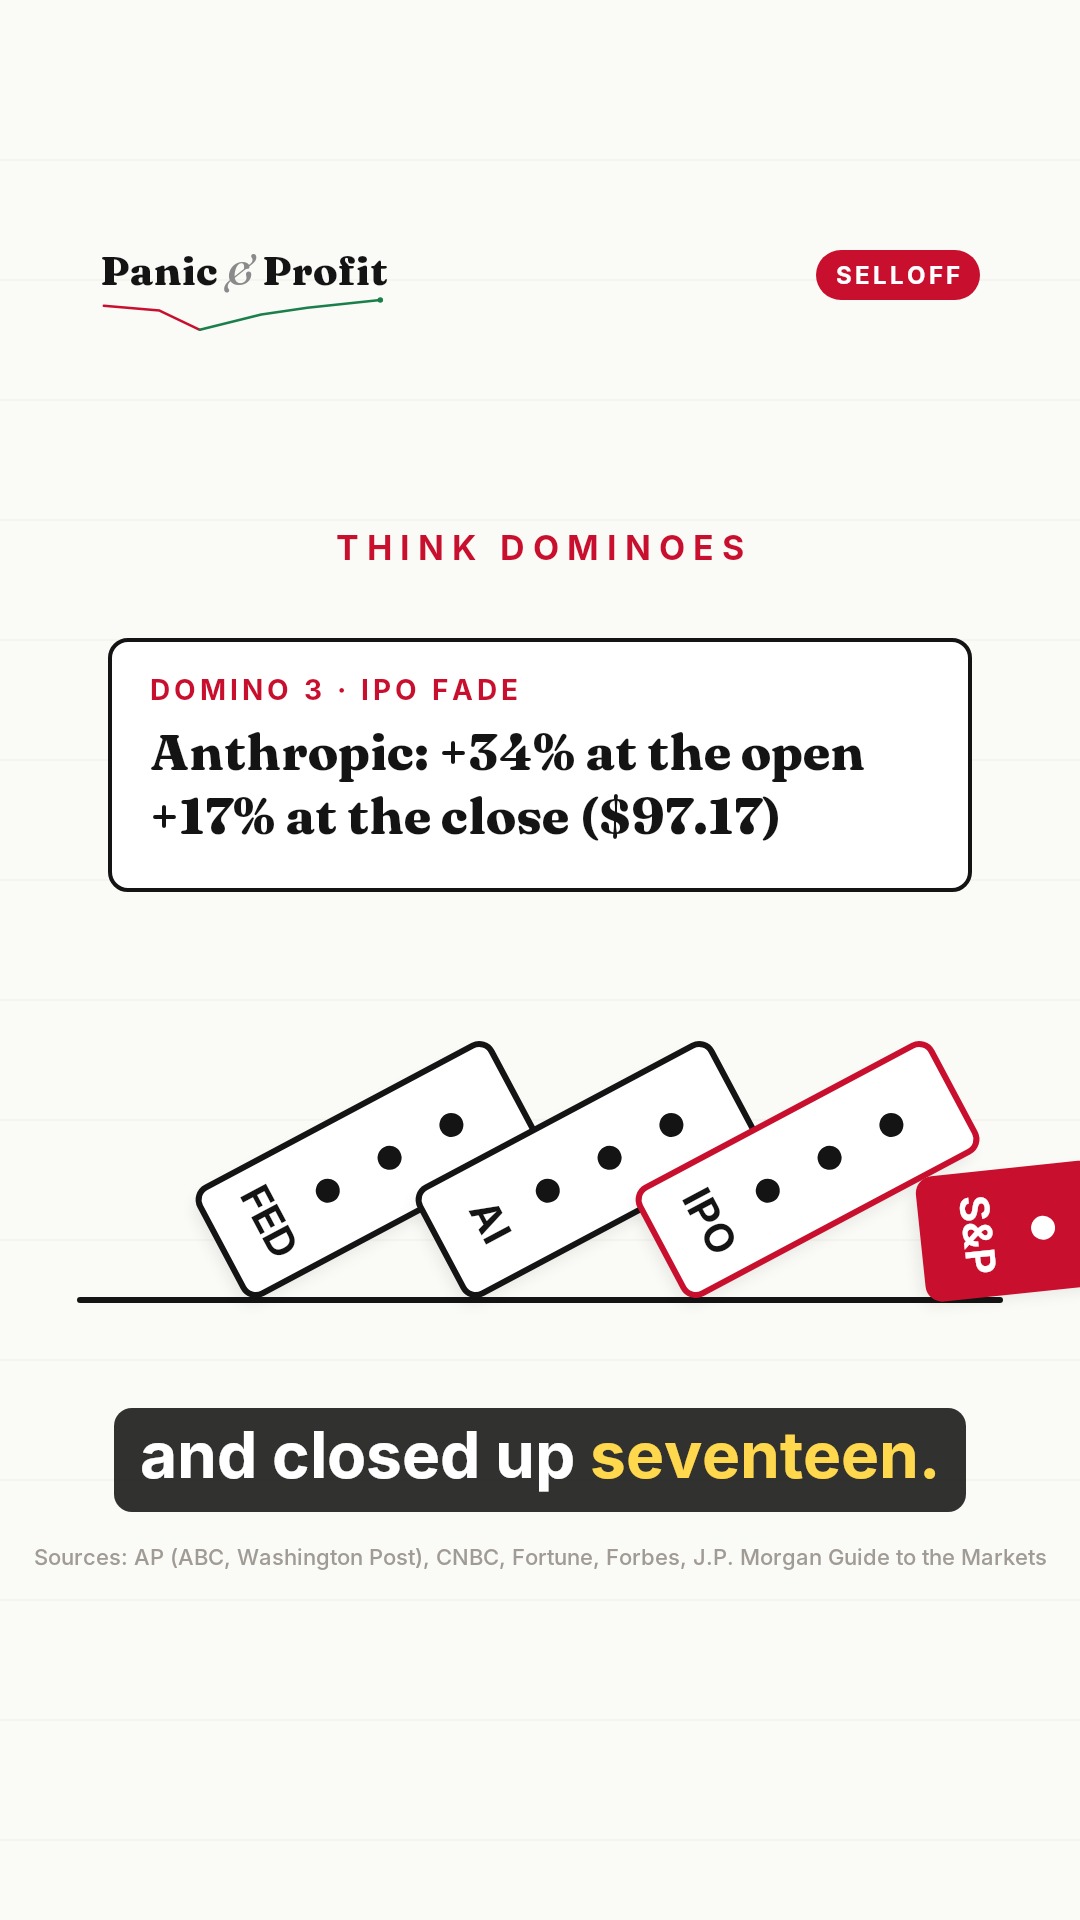 Panic & Profit
SELLOFF
THINK DOMINOES
DOMINO 3 · IPO FADE
Anthropic: +34% at the open
+17% at the close ($97.17)
FED
AI
IPO
S&P
and closed up seventeen.
Sources: AP (ABC, Washington Post), CNBC, Fortune, Forbes, J.P. Morgan Guide to the Markets